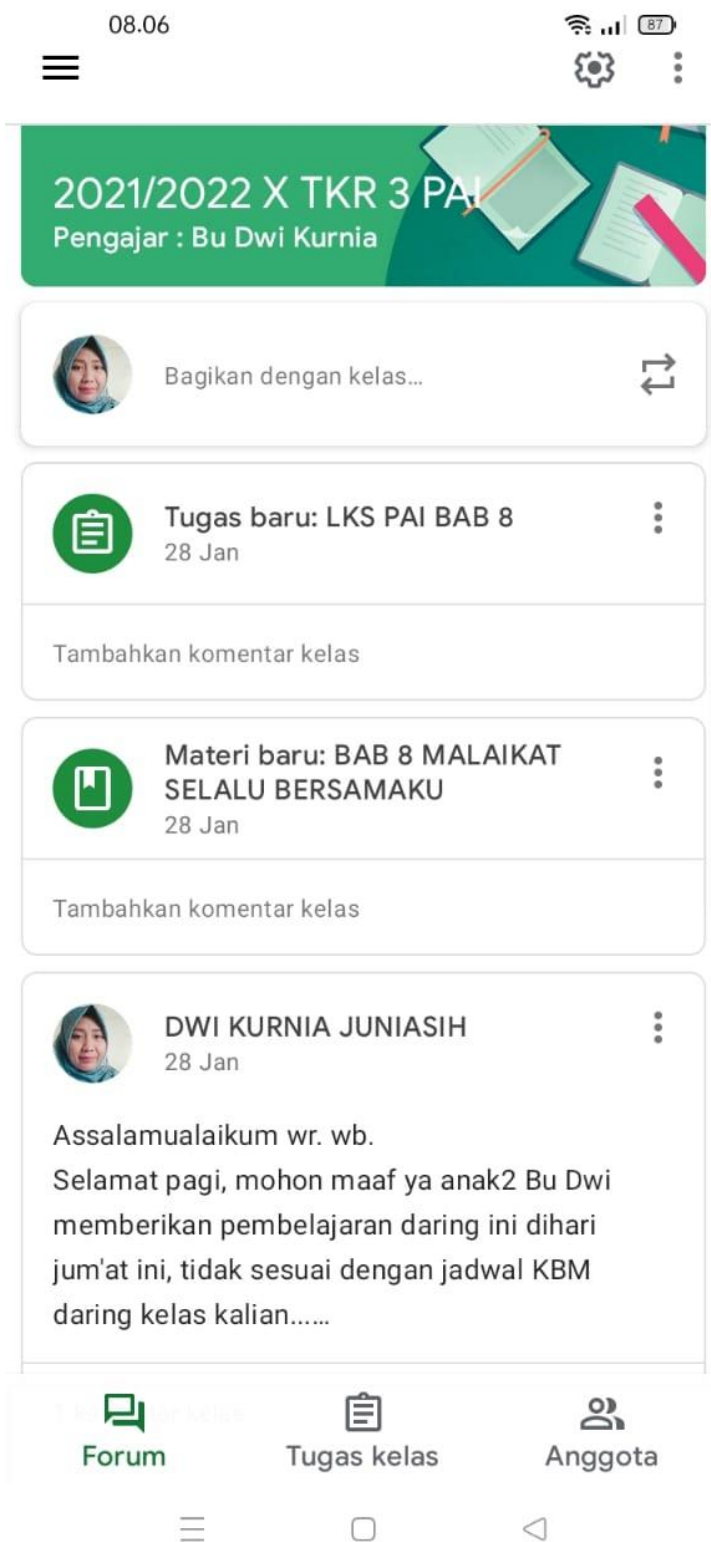 08.06
87
2021/2022 X TKR 3 PAI
Pengajar : Bu Dwi Kurnia
Bagikan dengan kelas...
Tugas baru: LKS PAI BAB 8
28 Jan
Tambahkan komentar kelas
Materi baru: BAB 8 MALAIKAT
SELALU BERSAMAKU
28 Jan
Tambahkan komentar kelas
DWI KURNIA JUNIASIH
28 Jan
Assalamualaikum wr. wb.
Selamat pagi, mohon maaf ya anak2 Bu Dwi
memberikan pembelajaran daring ini dihari
jum'at ini, tidak sesuai dengan jadwal KBM
daring kelas kalian......
Forum
Tugas kelas
Anggota